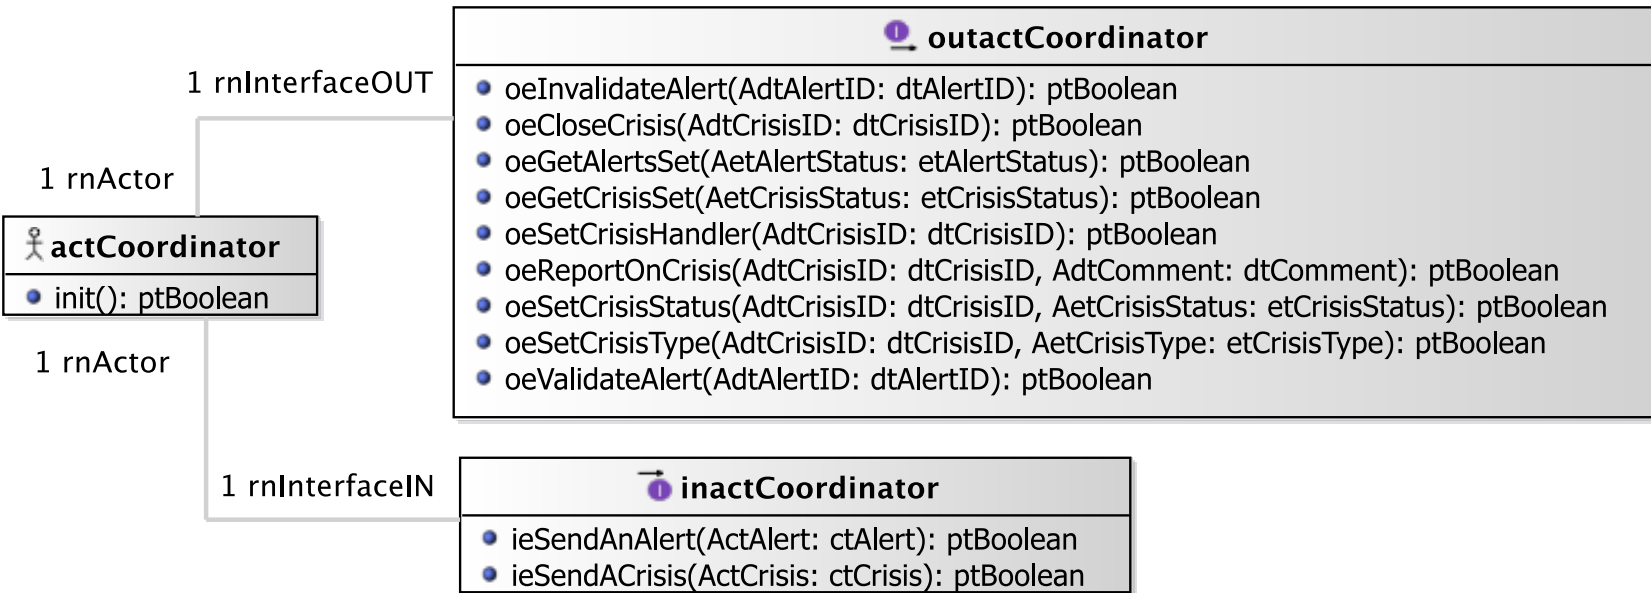 outactCoordinator
1 rnInterfaceOUT
oeInvalidateAlert(AdtAlertID: dtAlertID): ptBoolean
oeCloseCrisis(AdtCrisisID: dtCrisisID): ptBoolean
oeGetAlertsSet(AetAlertStatus: etAlertStatus): ptBoolean
oeGetCrisisSet(AetCrisisStatus: etCrisisStatus): ptBoolean
oeSetCrisisHandler(AdtCrisisID: dtCrisisID): ptBoolean
oeReportOnCrisis(AdtCrisisID: dtCrisisID, AdtComment: dtComment): ptBoolean
oeSetCrisisStatus(AdtCrisisID: dtCrisisID, AetCrisisStatus: etCrisisStatus): ptBoolean
oeSetCrisisType(AdtCrisisID: dtCrisisID, AetCrisisType: etCrisisType): ptBoolean
oeValidateAlert(AdtAlertID: dtAlertID): ptBoolean
1 rnActor
actCoordinator
init(): ptBoolean
1 rnActor
1 rnInterfaceIN
inactCoordinator
ieSendAnAlert(ActAlert: ctAlert): ptBoolean
ieSendACrisis(ActCrisis: ctCrisis): ptBoolean